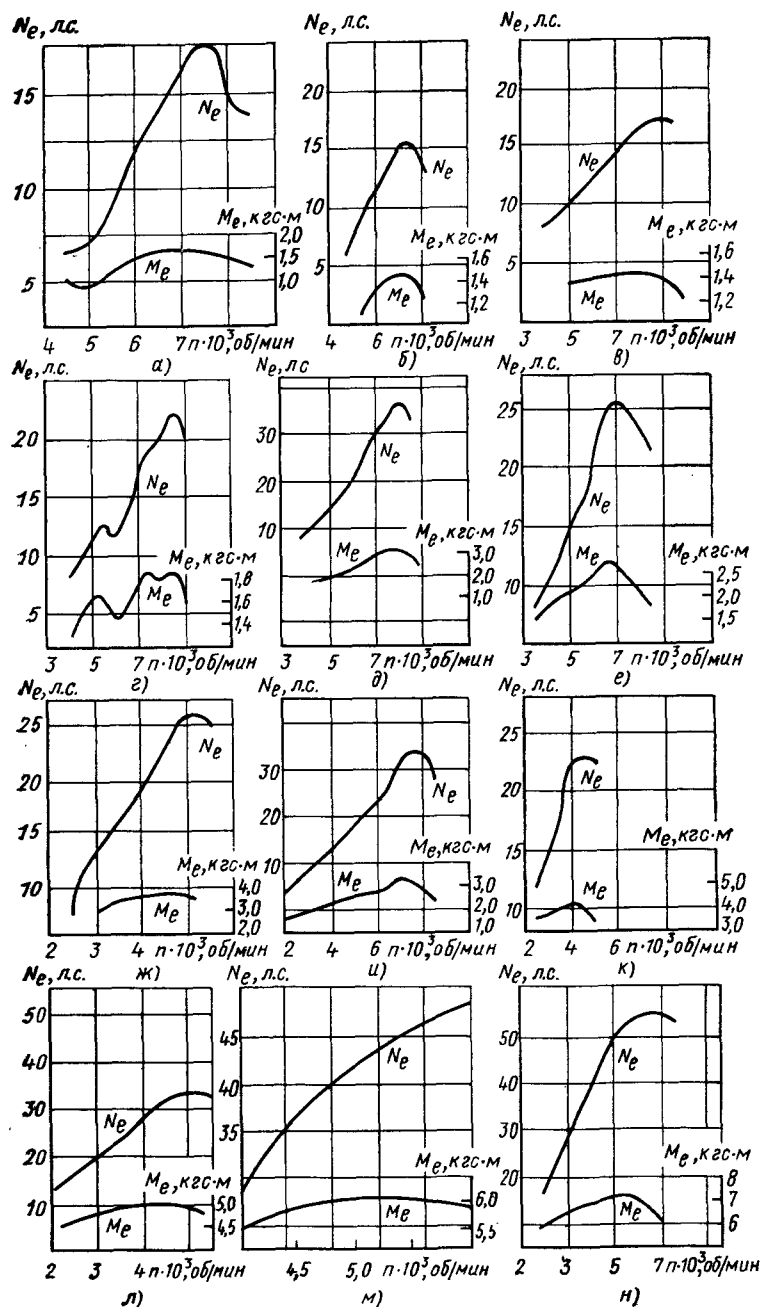 Ne, л.с. Ne, л.с. Ne, л.с.
15 20 20
Ne 15 Ne 15
10 10 Ne 10
Me, кгс·м Me, кгс·м Me, кгс·м
2,0 1,6 1,6
5 Me 1,5 5 Me 1,4 5 Me 1,4
1,0 1,2 1,2
4 5 6 7 n·10³, об/мин 6 7 n·10³, об/мин 3 5 7 n·10³, об/мин
а) б) в)
Ne, л.с. Ne, л.с Ne, л.с.
20 30 25
15 Ne 20 Ne 20
10 10 15 Ne
Me, кгс·м Me, кгс·м Me, кгс·м
1,8 3,0 2,5
5 Me 1,6 Me 2,0 10 Me 2,0
1,4 1,0 1,5
3 5 7 n·10³, об/мин 3 5 7 n·10³, об/мин 3 5 7 n·10³, об/мин
г) д) е)
Ne, л.с. Ne, л.с. Ne, л.с.
25 Ne 30 25
20 Ne 20 Ne
15 20 15
Me, кгс·м Me, кгс·м Me, кгс·м
10 4,0 10 3,0 10 5,0
Me 3,0 Me 2,0 Me 4,0
2,0 1,0 3,0
2 3 4 n·10³, об/мин 2 4 6 n·10³, об/мин 2 4 6 n·10³, об/мин
ж) и) к)
Ne, л.с. Ne, л.с. Ne, л.с.
50 45 50
40 Ne Ne
30 Ne 40 40
20 35 30
Me, кгс·м Me, кгс·м Me, кгс·м
10 5,0 6,0 20 8
Me 4,5 Me 5,5 Me 7
6
2 3 4 n·10³, об/мин 4,5 5,0 n·10³, об/мин 2 3 5 7 n·10³, об/мин
л) м) н)